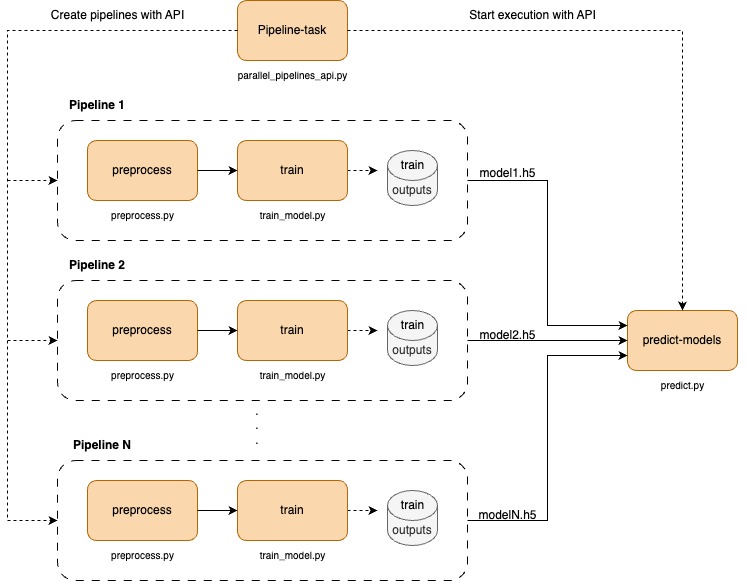 Create pipelines with API
Pipeline-task
Start execution with API
parallel_pipelines_api.py
Pipeline 1
preprocess
train
train
outputs
model1.h5
preprocess.py
train_model.py
Pipeline 2
preprocess
train
train
outputs
model2.h5
predict-models
preprocess.py
train_model.py
predict.py
Pipeline N
preprocess
train
train
outputs
modelN.h5
preprocess.py
train_model.py